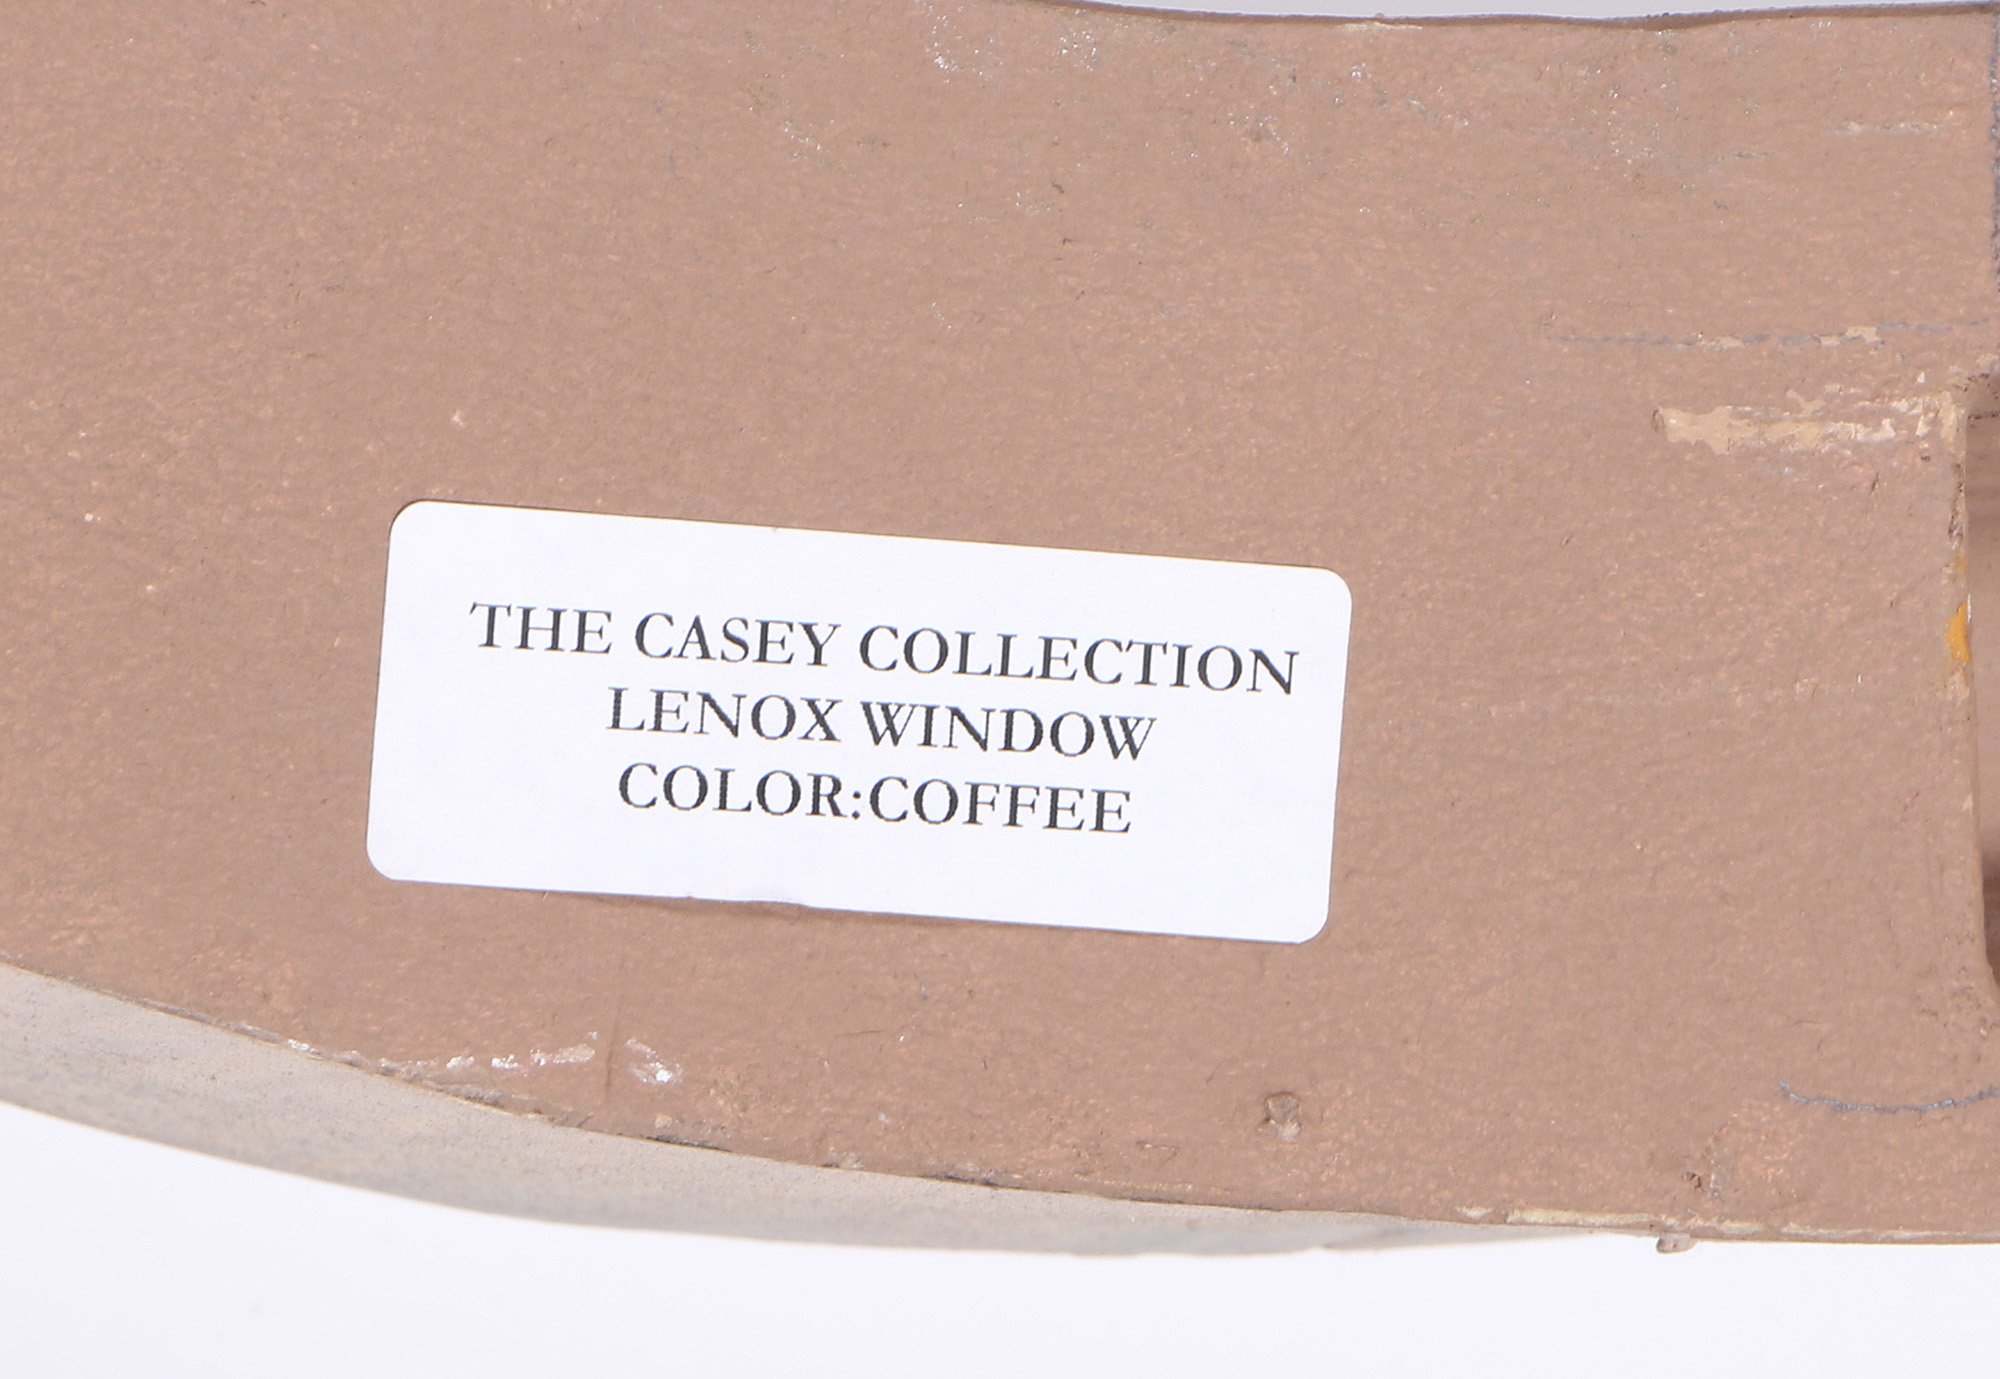 THE CASEY COLLECTION
LENOX WINDOW
COLOR:COFFEE